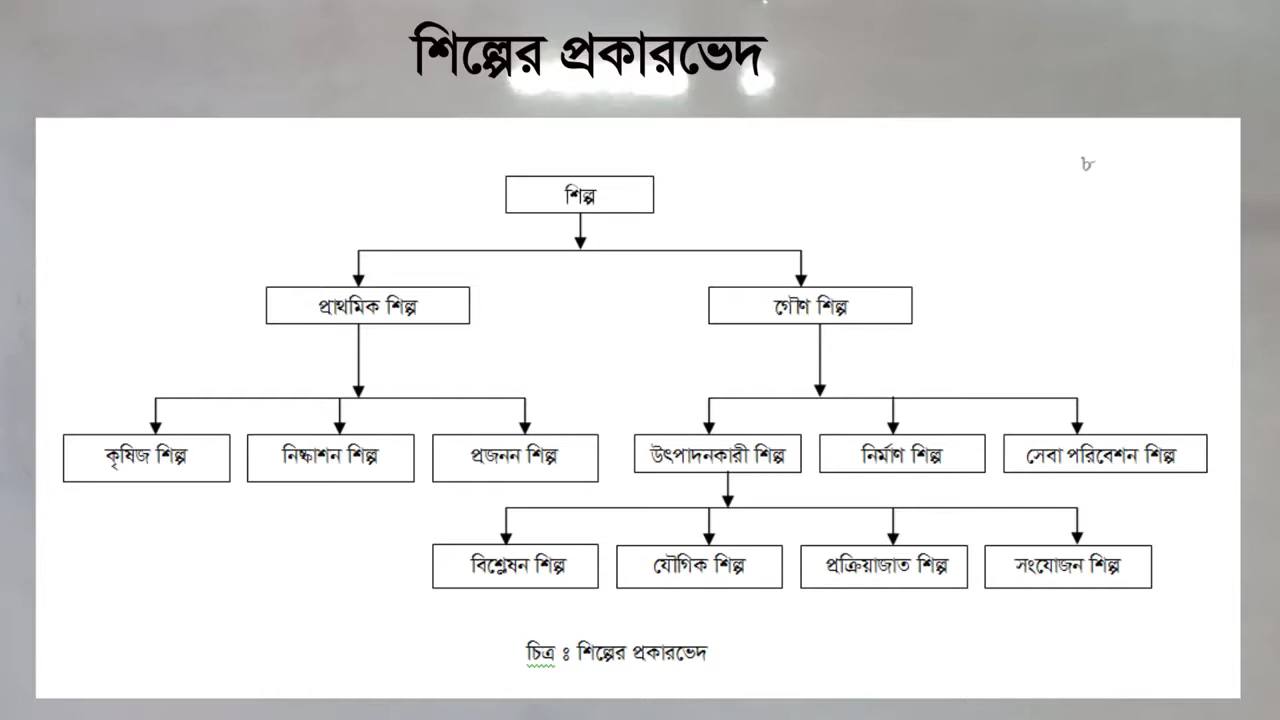 শিল্পের প্রকারভেদ
৮
শিল্প
প্রাথমিক শিল্প
গৌণ শিল্প
কৃষিজ শিল্প
নিষ্কাশন শিল্প
প্রজনন শিল্প
উৎপাদনকারী শিল্প
নির্মাণ শিল্প
সেবা পরিবেশন শিল্প
বিশ্লেষন শিল্প
যৌগিক শিল্প
প্রক্রিয়াজাত শিল্প
সংযোজন শিল্প
চিত্র ঃ শিল্পের প্রকারভেদ